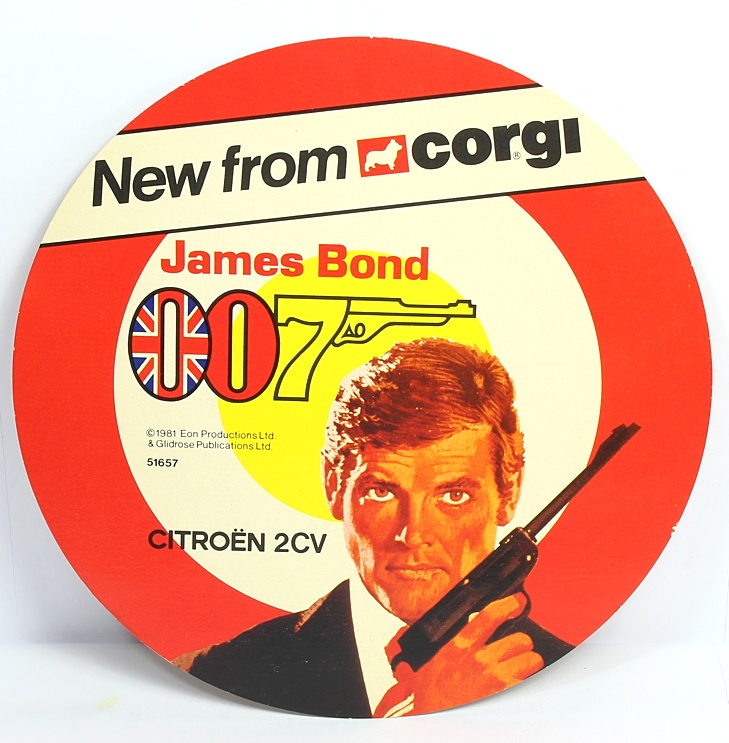 New from corgi®
James Bond
007
©1981 Eon Productions Ltd.
& Glidrose Publications Ltd.
51657
CITROËN 2CV